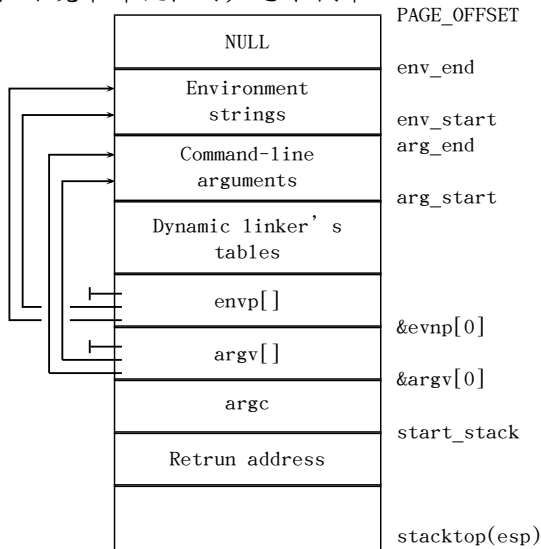 PAGE_OFFSET
NULL
env_end
Environment
strings
env_start
arg_end
Command-line
arguments
arg_start
Dynamic linker's
tables
envp[]
&evnp[0]
argv[]
&argv[0]
argc
start_stack
Retrun address
stacktop(esp)